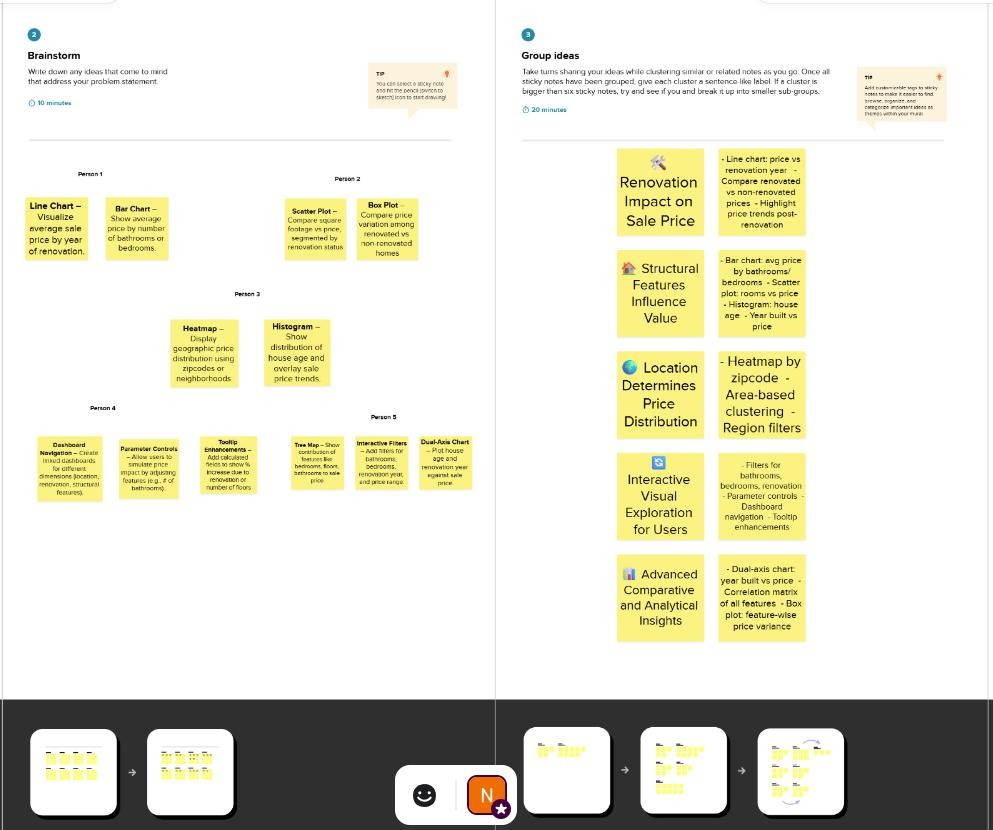 2
Brainstorm
Write down any ideas that come to mind
that address your problem statement.
10 minutes
TIP
You can select a sticky note
and hit the pencil (switch to
sketch) icon to start drawing!
Person 1
Line Chart –
Visualize
average sale
price by year
of renovation.
Bar Chart –
Show average
price by number
of bathrooms or
bedrooms.
Person 2
Scatter Plot –
Compare square
footage vs price,
segmented by
renovation status
Box Plot –
Compare price
variation among
renovated vs
non-renovated
homes
Person 3
Heatmap –
Display
geographic price
distribution using
zipcodes or
neighborhoods
Histogram –
Show
distribution of
house age and
overlay sale
price trends.
Person 4
Dashboard
Navigation – Create
linked dashboards
for different
dimensions (location,
renovation, structural
features).
Parameter Controls
– Allow users to
simulate price
impact by adjusting
features (e.g., # of
bathrooms).
Tooltip
Enhancements –
Add calculated
fields to show %
increase due to
renovation or
number of floors
Person 5
Tree Map – Show
contribution of
features like
bedrooms, floors,
bathrooms to sale
price
Interactive Filters
– Add filters for
bathrooms,
bedrooms,
renovation year,
and price range.
Dual-Axis Chart
– Plot house
age and
renovation year
against sale
price.
3
Group ideas
Take turns sharing your ideas while clustering similar or related notes as you go. Once all
sticky notes have been grouped, give each cluster a sentence-like label. If a cluster is
bigger than six sticky notes, try and see if you and break it up into smaller sub-groups.
20 minutes
TIP
Add customizable tags to sticky
notes to make it easier to find,
browse, organize, and
categorize important ideas as
themes within your mural.
🛠️
Renovation
Impact on
Sale Price
- Line chart: price vs
renovation year -
Compare renovated
vs non-renovated
prices - Highlight
price trends post-
renovation
🏠 Structural
Features
Influence
Value
- Bar chart: avg price
by bathrooms/
bedrooms - Scatter
plot: rooms vs price
- Histogram: house
age - Year built vs
price
🌍 Location
Determines
Price
Distribution
- Heatmap by
zipcode -
Area-based
clustering -
Region filters
🔄
Interactive
Visual
Exploration
for Users
- Filters for
bathrooms,
bedrooms, renovation
- Parameter controls -
Dashboard
navigation - Tooltip
enhancements
📊 Advanced
Comparative
and Analytical
Insights
- Dual-axis chart:
year built vs price -
Correlation matrix
of all features - Box
plot: feature-wise
price variance
N